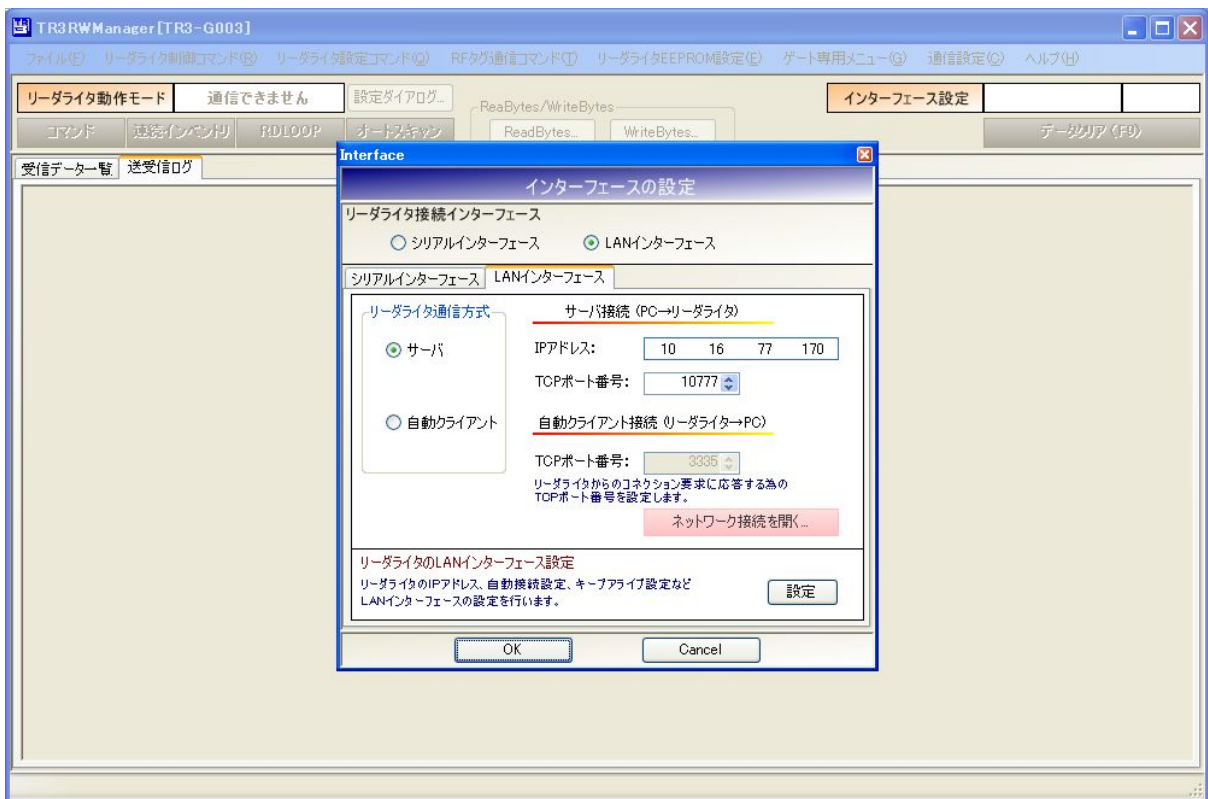 TR3RWManager[TR3-G003]
ファイル(F) リーダライタ制御コマンド(R) リーダライタ設定コマンド(Q) RFタグ通信コマンド(T) リーダライタEEPROM設定(E) ゲート専用メニュー(G) 通信設定(C) ヘルプ(H)
リーダライタ動作モード 通信できません 設定ダイアログ... ReaBytes/WriteBytes インターフェース設定
コマンド 連続インベントリ RDLOOP オートスキャン ReadBytes... WriteBytes... データクリア (F9)
受信データ一覧 送受信ログ
Interface
インターフェースの設定
リーダライタ接続インターフェース
シリアルインターフェース LANインターフェース
シリアルインターフェース LANインターフェース
リーダライタ通信方式 サーバ接続 (PC→リーダライタ)
サーバ IPアドレス: 10 16 77 170
TCPポート番号: 10777
自動クライアント 自動クライアント接続 (リーダライタ→PC)
TCPポート番号: 3335
リーダライタからのコネクション要求に応答する為の
TCPポート番号を設定します。
ネットワーク接続を開く...
リーダライタのLANインターフェース設定
リーダライタのIPアドレス、自動接続設定、キープアライブ設定など
LANインターフェースの設定を行います。
設定
OK Cancel